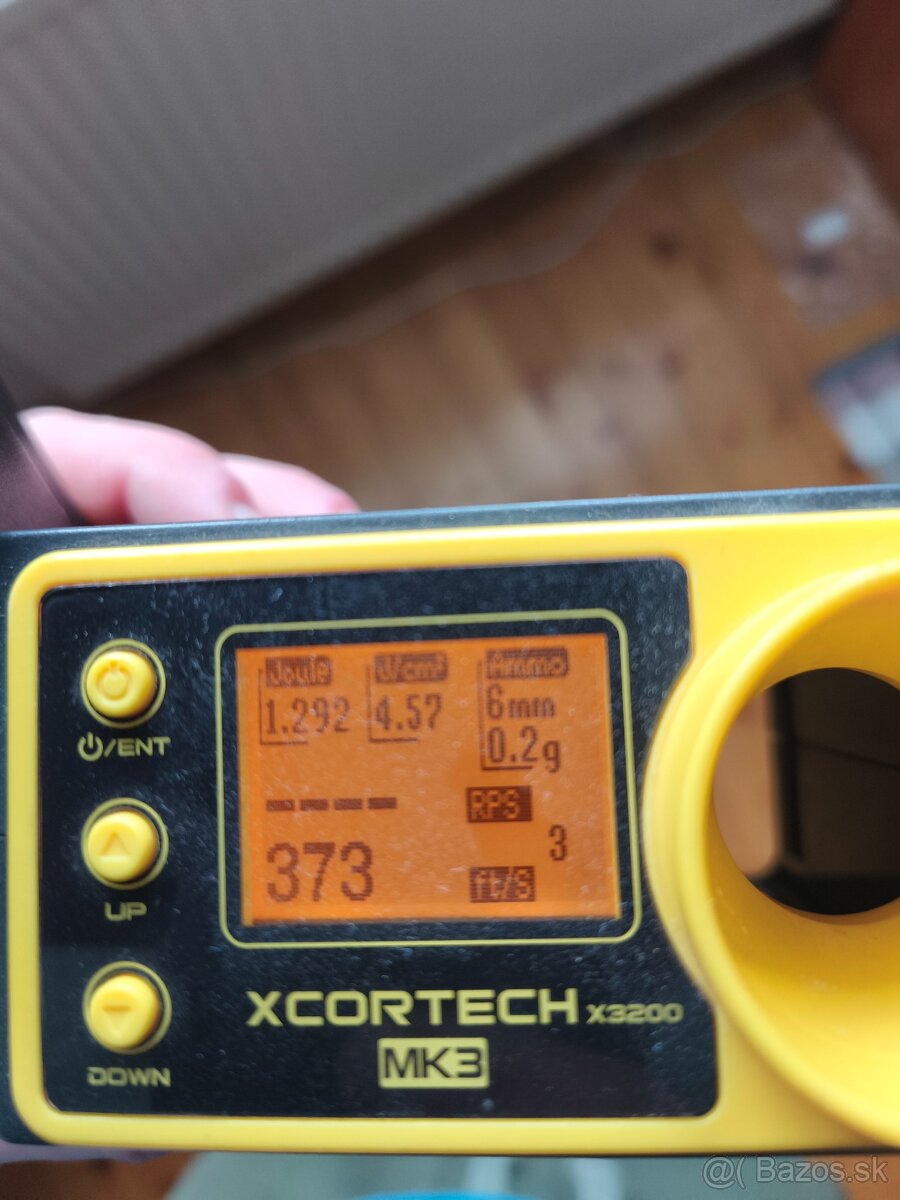 Joule J/cm² Ammo
1.292 4.57 6mm
0.2g
---- RPS
3
373 ft/S
⏻/ENT
UP
DOWN
XCORTECH X3200
MK3
@( Bazos.sk